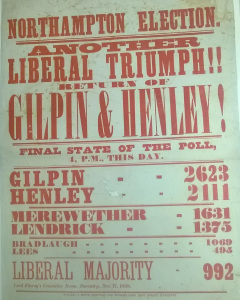 NORTHAMPTON ELECTION.
ANOTHER
LIBERAL TRIUMPH!!
RETURN OF
GILPIN & HENLEY!
FINAL STATE OF THE POLL,
4, P.M., THIS DAY.
GILPIN - - 2623
HENLEY - - 2111
MEREWETHER - 1631
LENDRICK - - 1375
BRADLAUGH - - - - - - - 1069
LEES - - - - - - - - 495
LIBERAL MAJORITY - 992